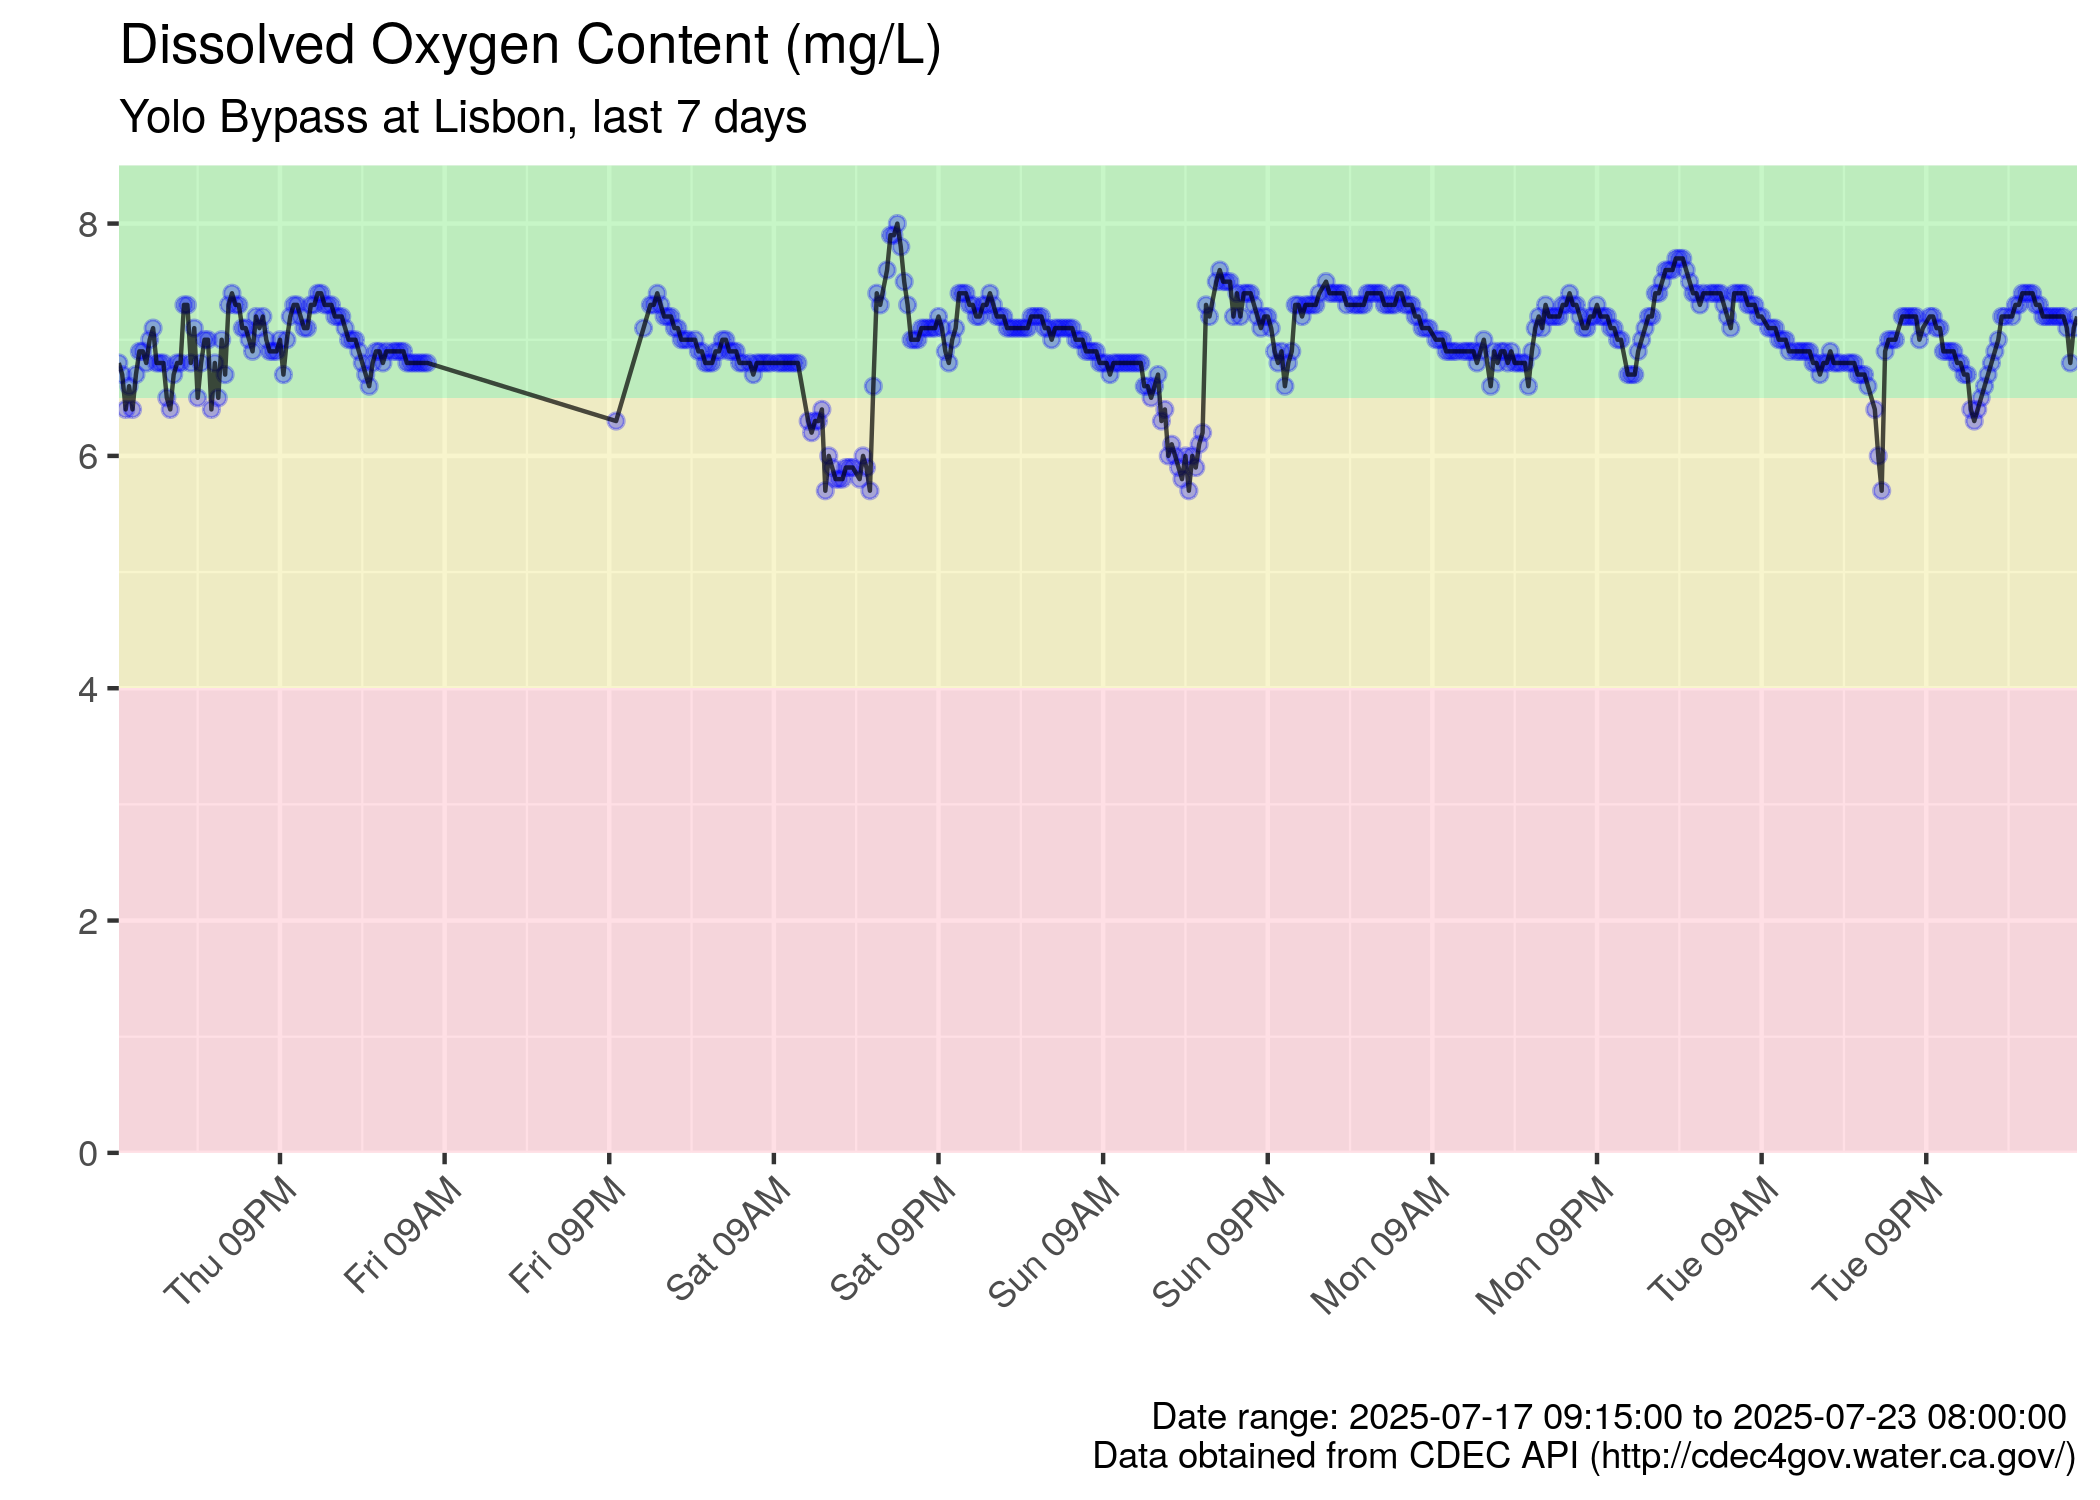 Dissolved Oxygen Content (mg/L)
Yolo Bypass at Lisbon, last 7 days
8
6
4
2
0
Thu 09PM
Fri 09AM
Fri 09PM
Sat 09AM
Sat 09PM
Sun 09AM
Sun 09PM
Mon 09AM
Mon 09PM
Tue 09AM
Tue 09PM
Date range: 2025-07-17 09:15:00 to 2025-07-23 08:00:00
Data obtained from CDEC API (http://cdec4gov.water.ca.gov/)